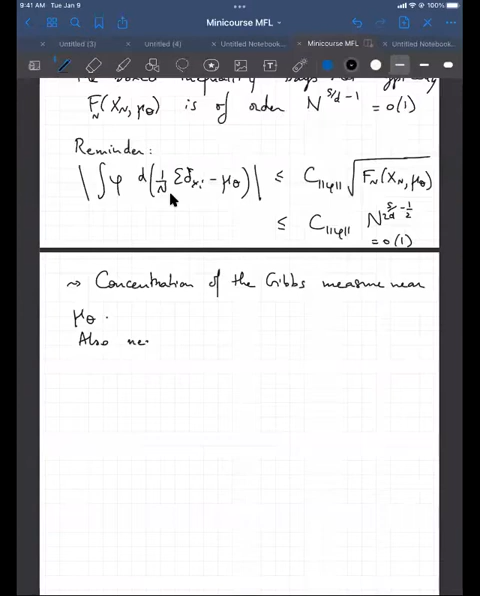 9:41 AM Tue Jan 9
100%
Minicourse MFL
Untitled (3)
Untitled (4)
Untitled Notebook...
Minicourse MFL
Untitled Notebook...
F_N(X_N, μ_θ) is of order N^{s/d - 1} = o(1)
Reminder:
|∫ φ d(1/N Σ δ_{x_i} - μ_θ)| ≤ C_{||φ||} √F_N(X_N, μ_θ)
≤ C_{||φ||} N^{s/2d - 1/2}
= o(1)
~> Concentration of the Gibbs measure near
μ_θ.
Also ne